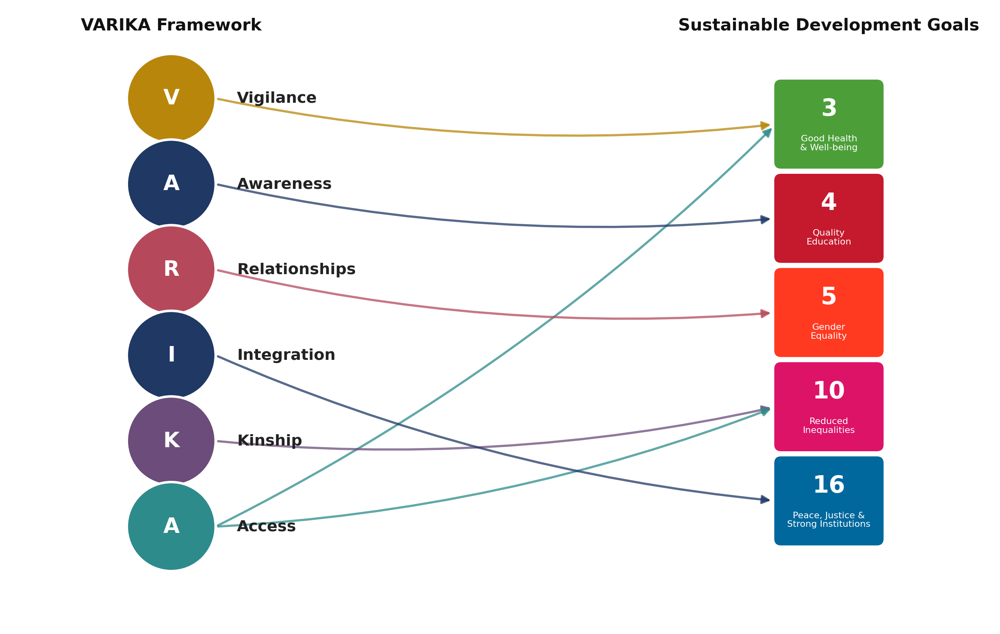 VARIKA Framework
Sustainable Development Goals
V
Vigilance
A
Awareness
R
Relationships
I
Integration
K
Kinship
A
Access
3
Good Health
& Well-being
4
Quality
Education
5
Gender
Equality
10
Reduced
Inequalities
16
Peace, Justice &
Strong Institutions